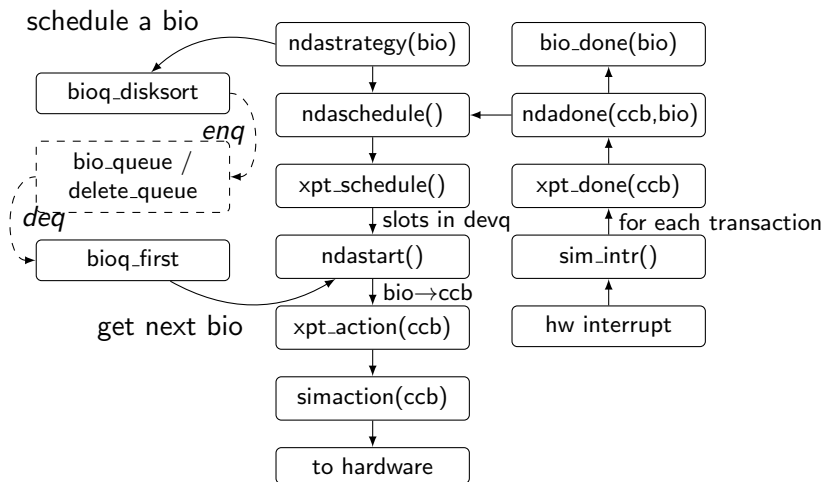 schedule a bio
ndastrategy(bio)
bio_done(bio)
bioq_disksort
ndaschedule()
ndadone(ccb,bio)
enq
bio_queue /
delete_queue
xpt_schedule()
xpt_done(ccb)
deq
slots in devq
for each transaction
bioq_first
ndastart()
sim_intr()
bio→ccb
get next bio
xpt_action(ccb)
hw interrupt
simaction(ccb)
to hardware